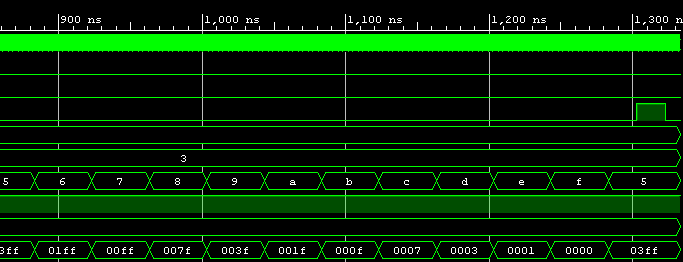 900 ns 1,000 ns 1,100 ns 1,200 ns 1,300 n
3
5 6 7 8 9 a b c d e f 5
3ff 01ff 00ff 007f 003f 001f 000f 0007 0003 0001 0000 03ff